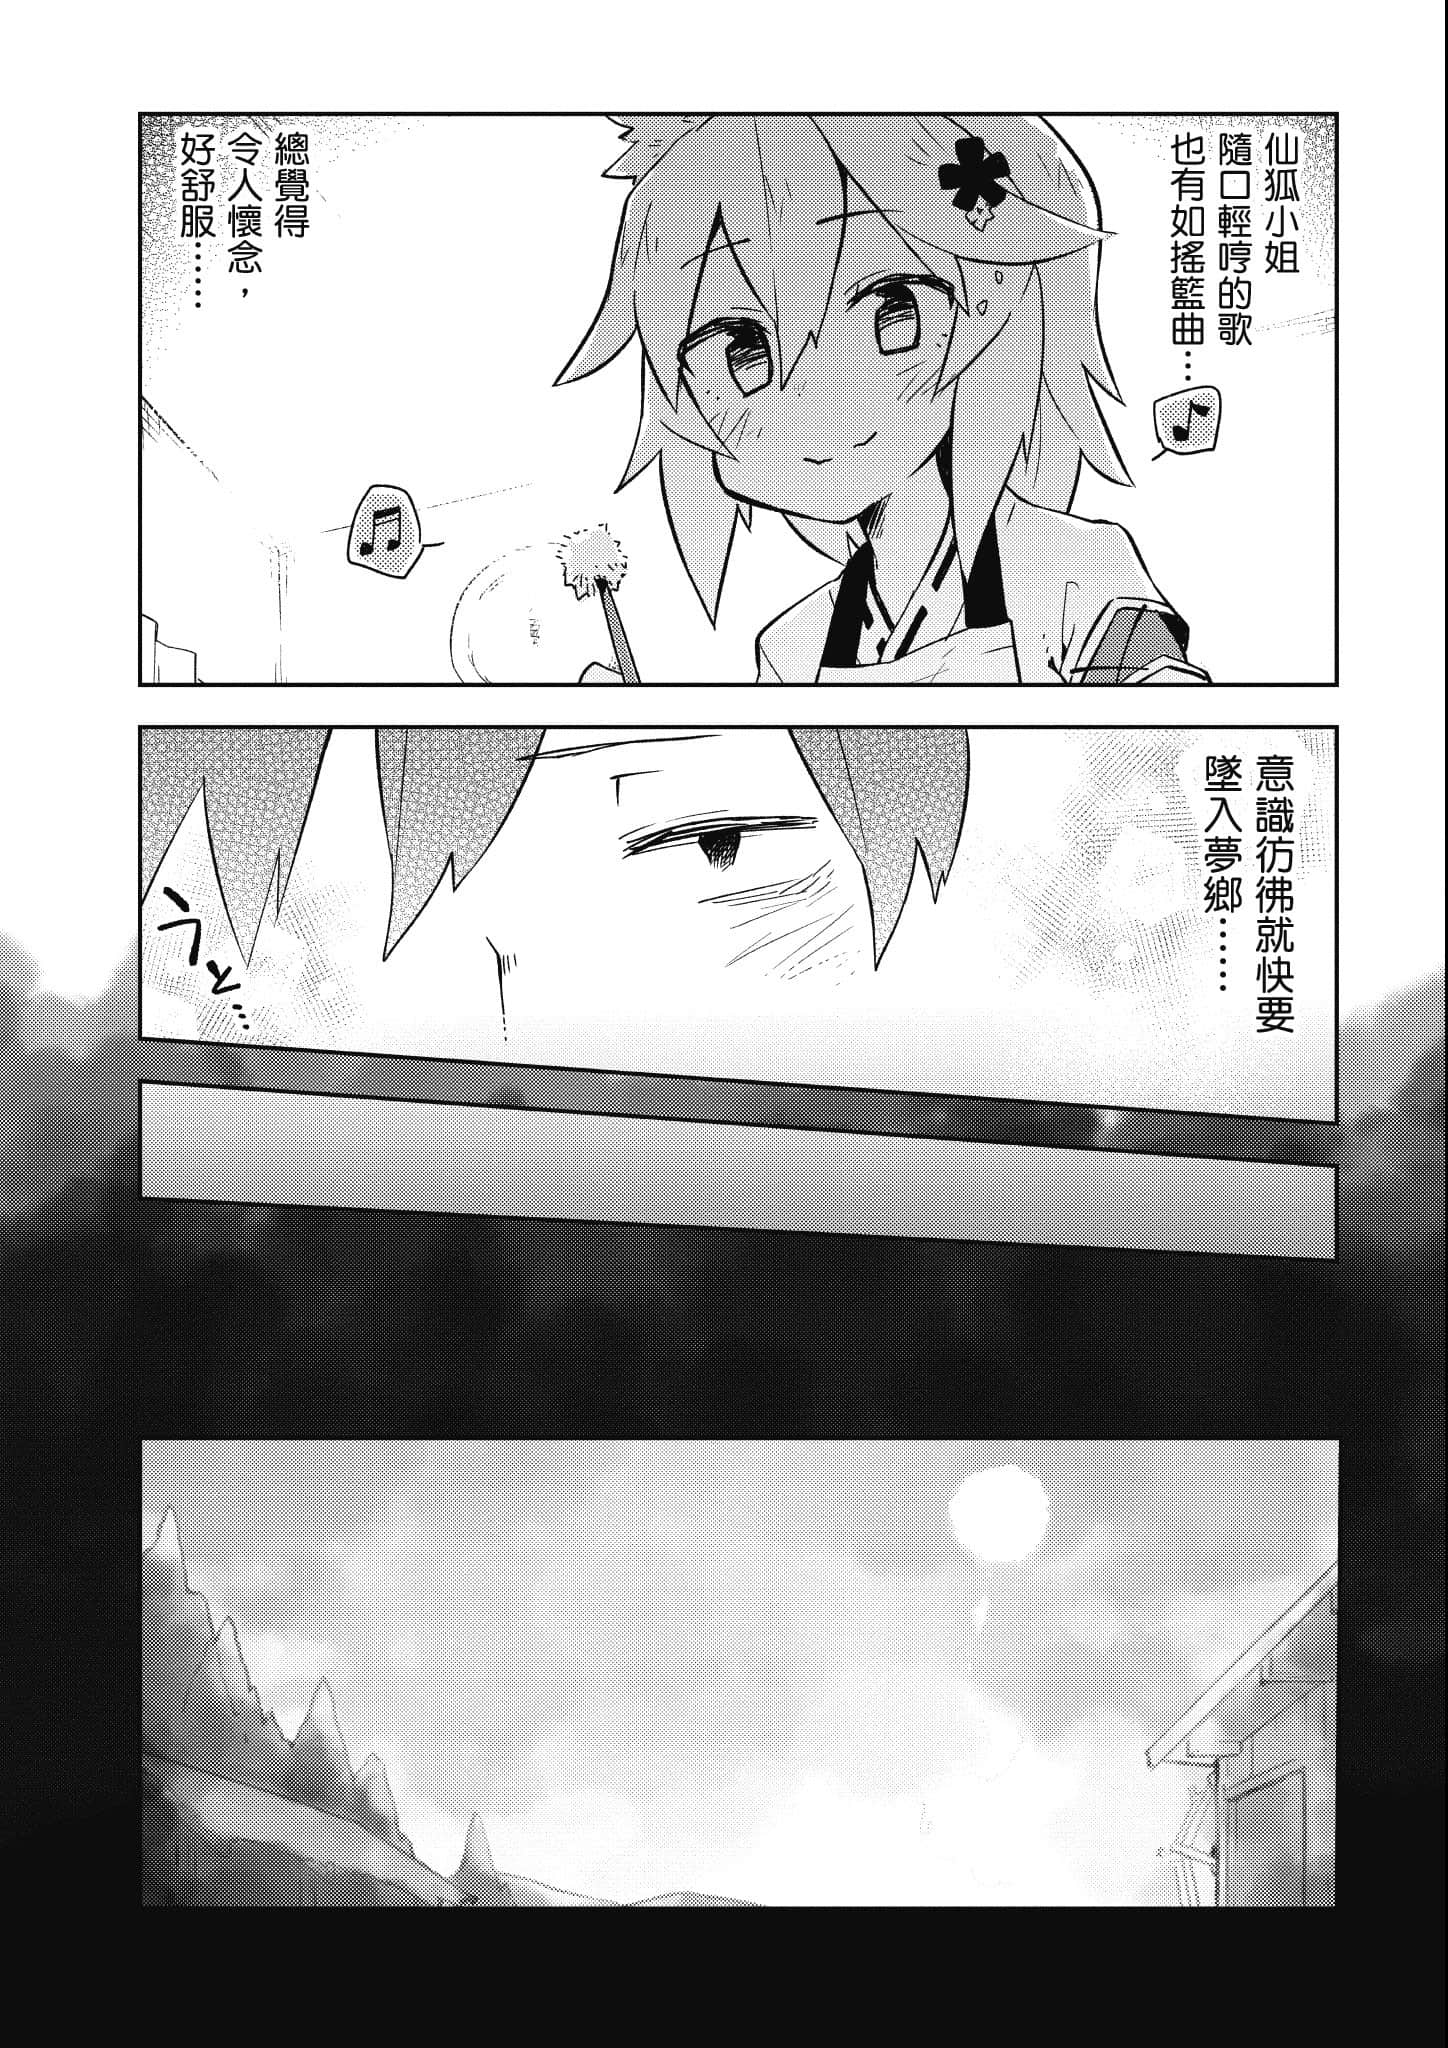 仙狐小姐
隨口輕哼的歌
也有如搖籃曲…
總覺得
令人懷念，
好舒服……
意識彷彿就快要
墜入夢鄉……
うと…